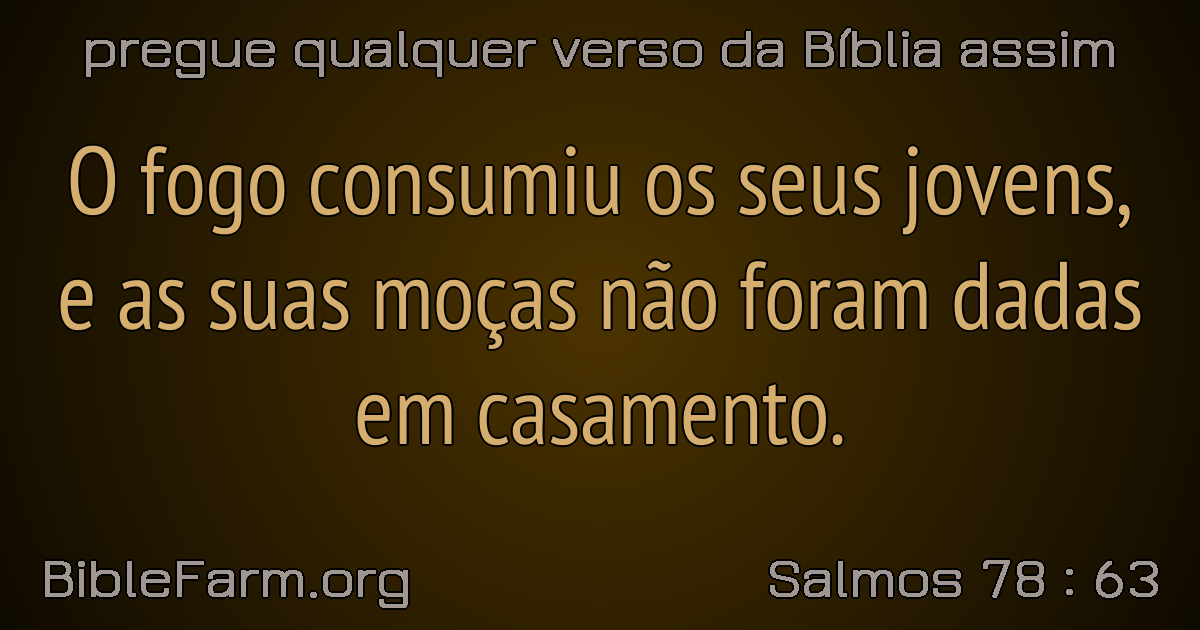 pregue qualquer verso da Bíblia assim
O fogo consumiu os seus jovens,
e as suas moças não foram dadas
em casamento.
BibleFarm.org
Salmos 78 : 63